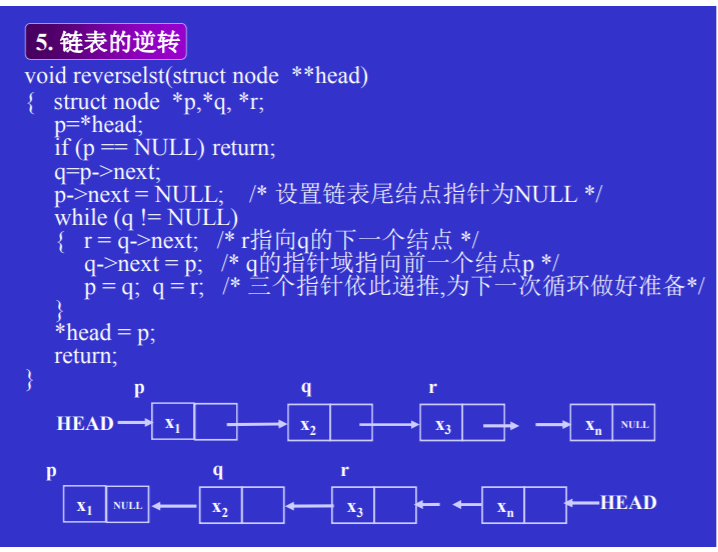 5. 链表的逆转
void reverselst(struct node  **head)
{   struct node  *p,*q, *r;
p=*head;
if (p == NULL) return;
q=p->next;
p->next = NULL;    /* 设置链表尾结点指针为NULL */
while (q != NULL)
{   r = q->next;   /* r指向q的下一个结点 */
q->next = p;   /* q的指针域指向前一个结点p */
p = q;  q = r;   /* 三个指针依此递推,为下一次循环做好准备*/
}
*head = p;
return;
}
p q r
HEAD x1 x2 x3 xn NULL
p q r
x1 NULL x2 x3 xn HEAD